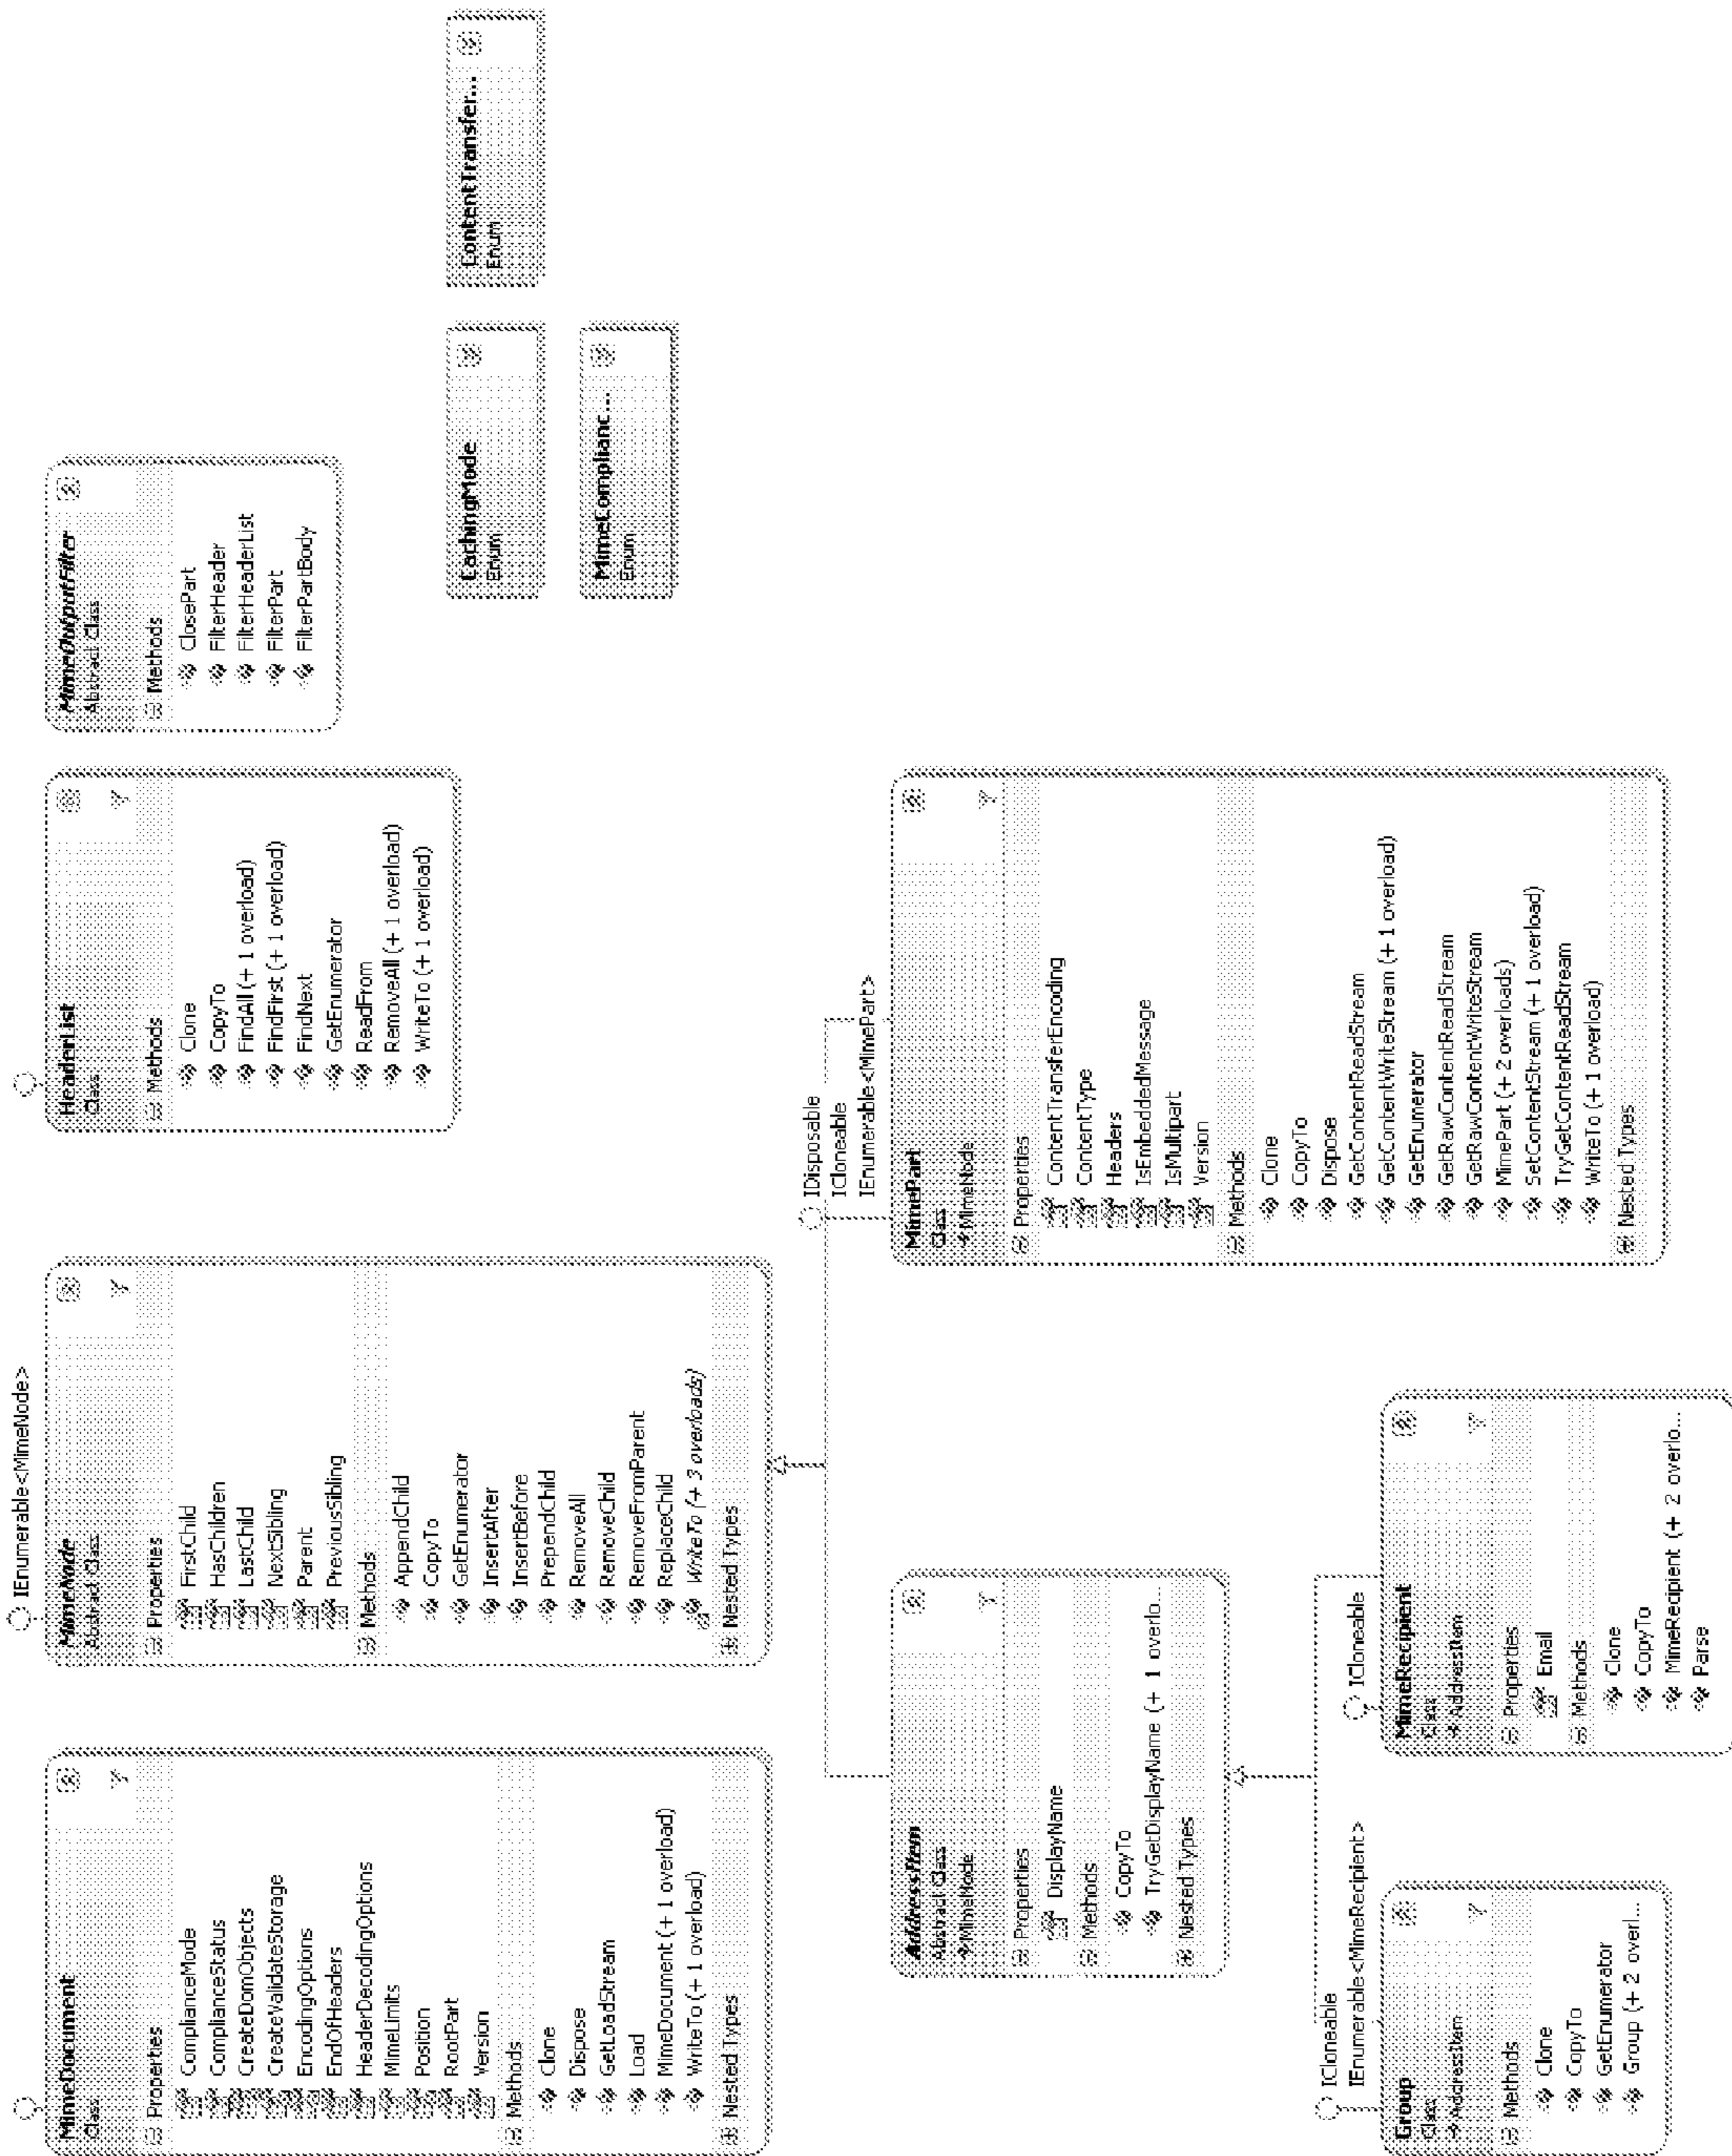 MimeDocument
Class
Properties
ComplianceMode
ComplianceStatus
CreateDomObjects
CreateValidateStorage
EncodingOptions
EndOfHeaders
HeaderDecodingOptions
MimeLimits
Position
RootPart
Version
Methods
Clone
Dispose
GetLoadStream
Load
MimeDocument (+ 1 overload)
WriteTo (+ 1 overload)
Nested Types
IEnumerable<MimeNode>
MimeNode
Abstract Class
Properties
FirstChild
HasChildren
LastChild
NextSibling
Parent
PreviousSibling
Methods
AppendChild
CopyTo
GetEnumerator
InsertAfter
InsertBefore
PrependChild
RemoveAll
RemoveChild
RemoveFromParent
ReplaceChild
WriteTo (+ 3 overloads)
Nested Types
HeaderList
Class
Methods
Clone
CopyTo
FindAll (+ 1 overload)
FindFirst (+ 1 overload)
FindNext
GetEnumerator
ReadFrom
RemoveAll (+ 1 overload)
WriteTo (+ 1 overload)
MimeOutputFilter
Abstract Class
Methods
ClosePart
FilterHeader
FilterHeaderList
FilterPart
FilterPartBody
CachingMode
Enum
ContentTransfer...
Enum
MimeComplianc...
Enum
AddressItem
Abstract Class
MimeNode
Properties
DisplayName
Methods
CopyTo
TryGetDisplayName (+ 1 overlo...
Nested Types
IDisposable
ICloneable
IEnumerable<MimePart>
MimePart
Class
MimeNode
Properties
ContentTransferEncoding
ContentType
Headers
IsEmbeddedMessage
IsMultipart
Version
Methods
Clone
CopyTo
Dispose
GetContentReadStream
GetContentWriteStream (+ 1 overload)
GetEnumerator
GetRawContentReadStream
GetRawContentWriteStream
MimePart (+ 2 overloads)
SetContentStream (+ 1 overload)
TryGetContentReadStream
WriteTo (+ 1 overload)
Nested Types
ICloneable
IEnumerable<MimeRecipient>
Group
Class
AddressItem
Methods
Clone
CopyTo
GetEnumerator
Group (+ 2 overl...
ICloneable
MimeRecipient
Class
AddressItem
Properties
Email
Methods
Clone
CopyTo
MimeRecipient (+ 2 overlo...
Parse